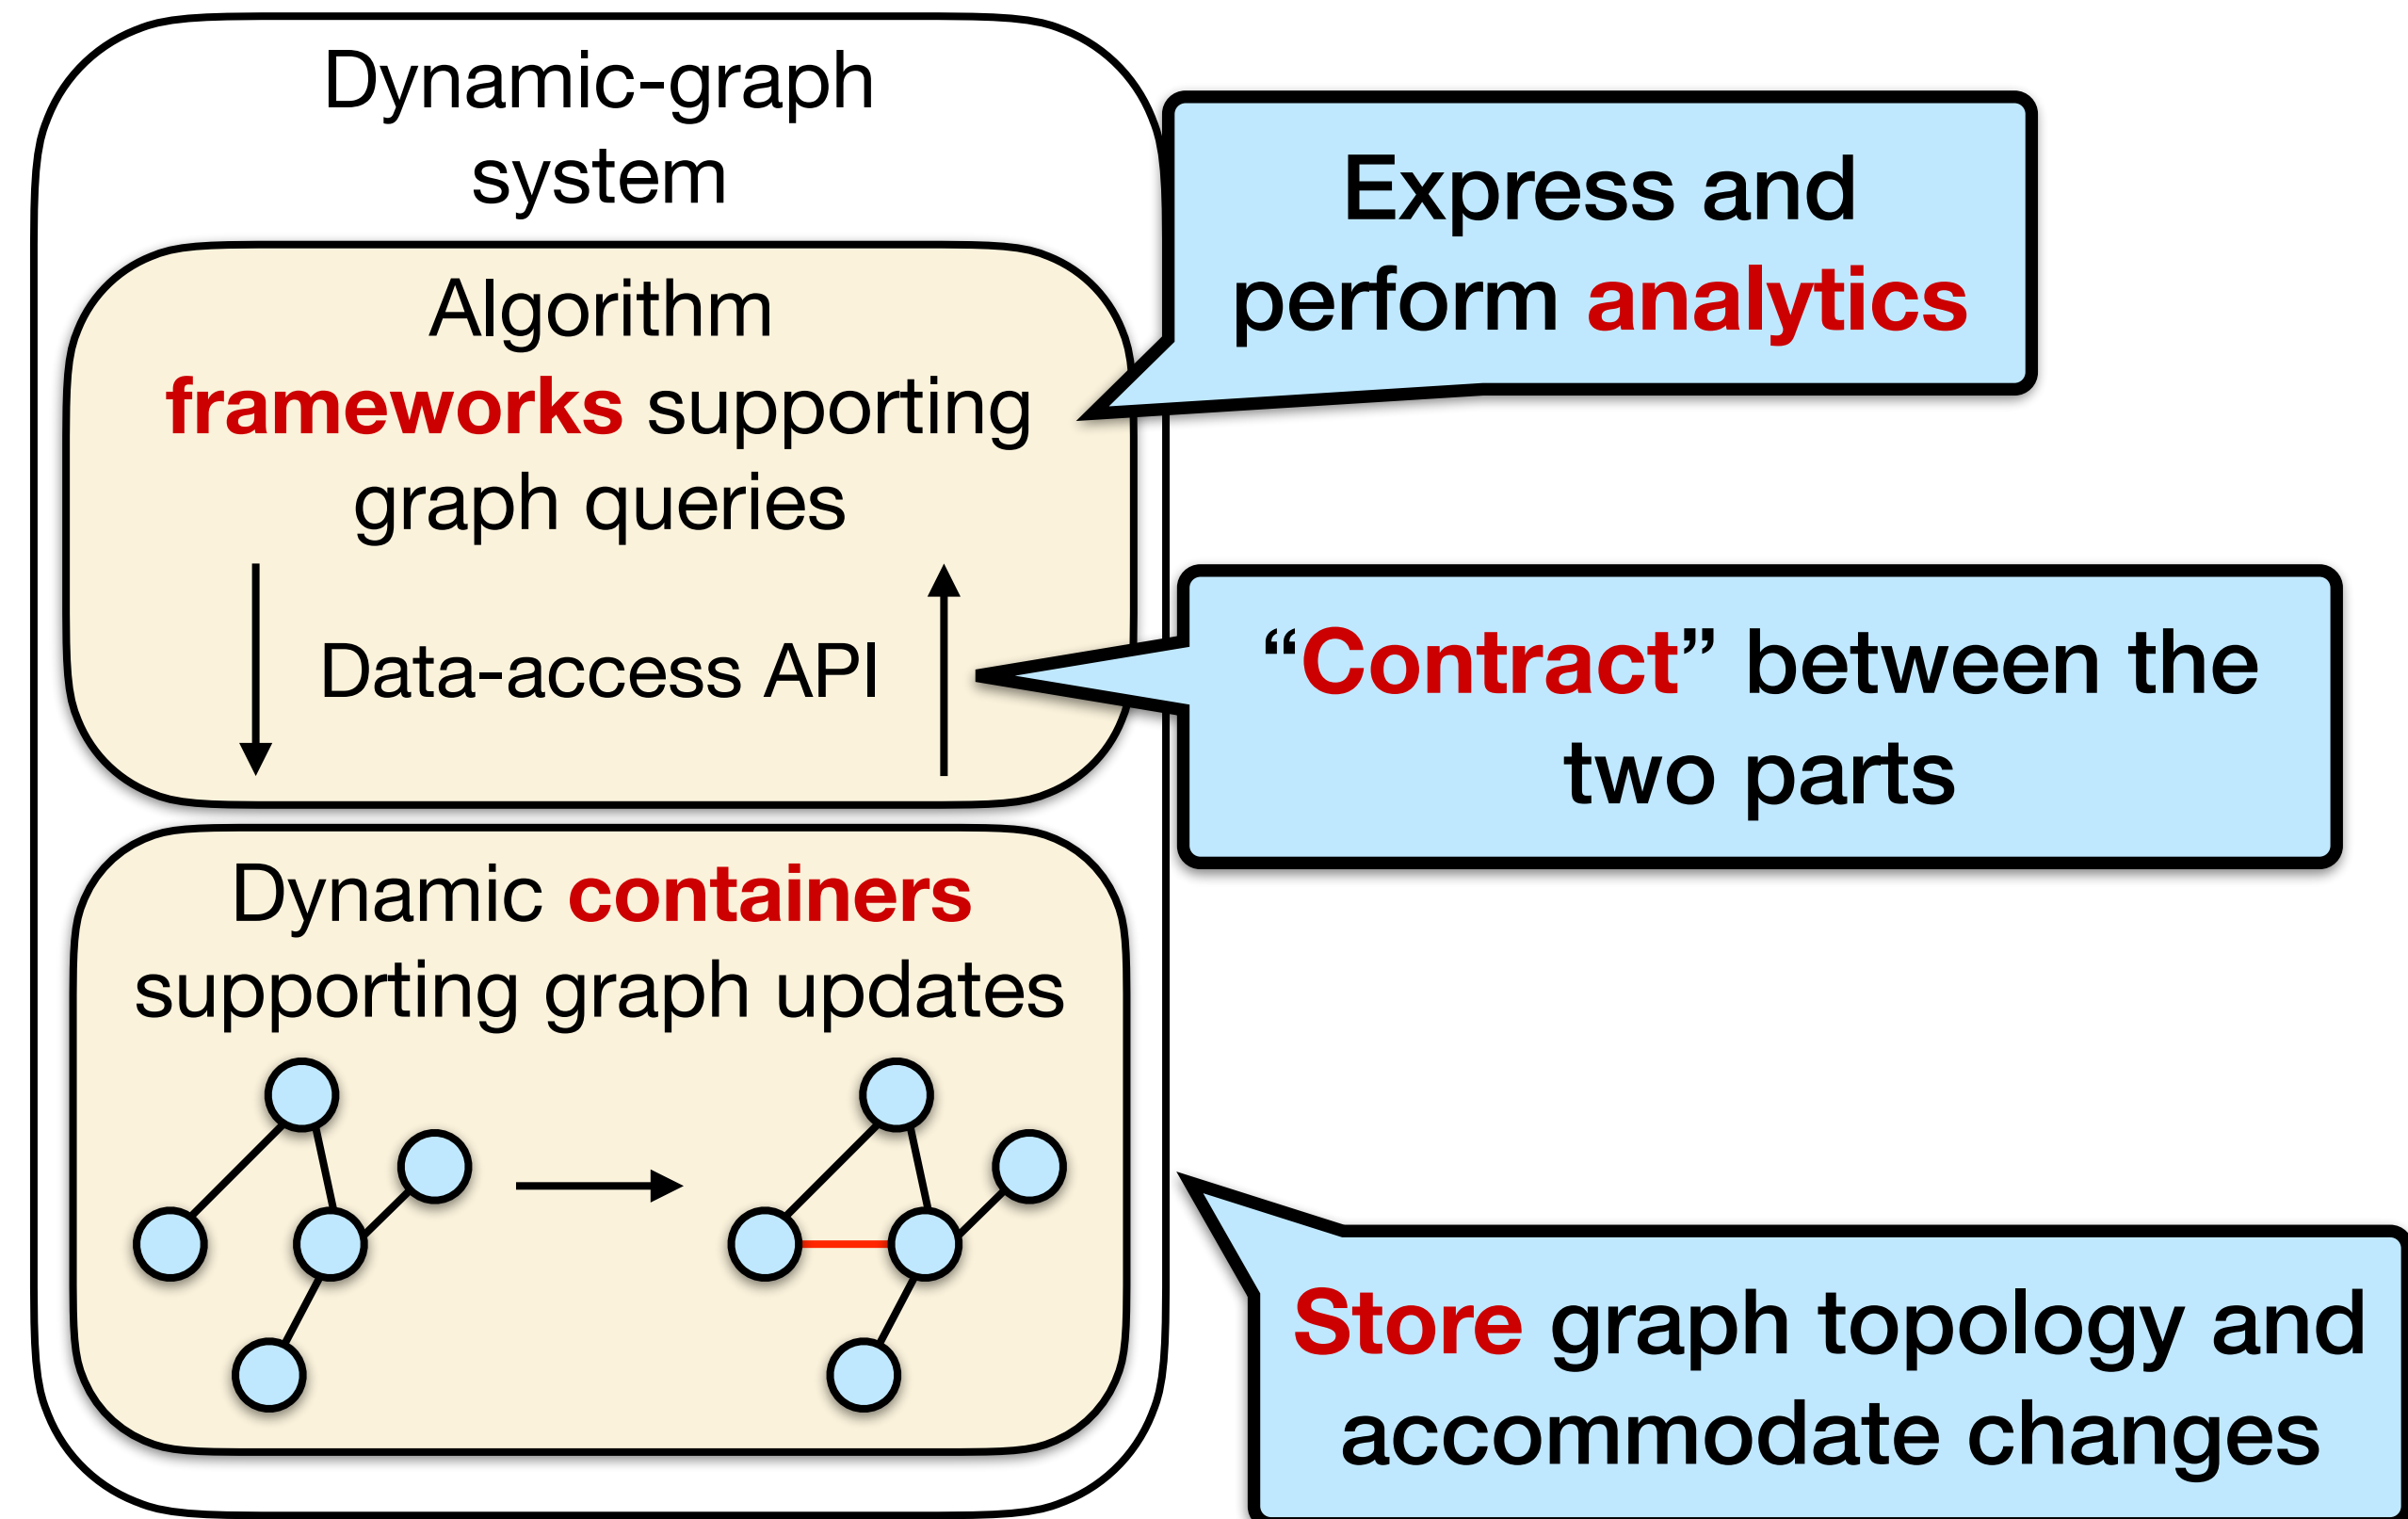 Dynamic-graph
system
Algorithm
frameworks supporting
graph queries
Data-access API
Dynamic containers
supporting graph updates
Express and
perform analytics
“Contract” between the
two parts
Store graph topology and
accommodate changes